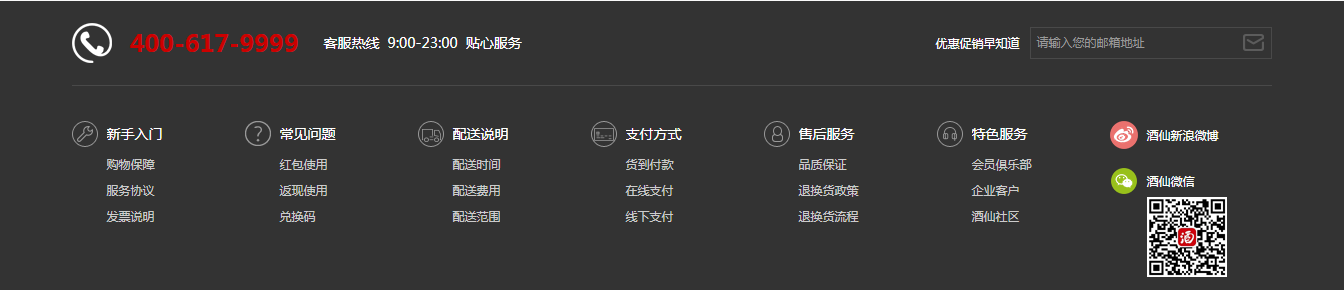 400-617-9999 客服热线 9:00-23:00 贴心服务 优惠促销早知道 请输入您的邮箱地址
新手入门 常见问题 配送说明 支付方式 售后服务 特色服务 酒仙新浪微博
购物保障 红包使用 配送时间 货到付款 品质保证 会员俱乐部
服务协议 返现使用 配送费用 在线支付 退换货政策 企业客户 酒仙微信
发票说明 兑换码 配送范围 线下支付 退换货流程 酒仙社区
酒